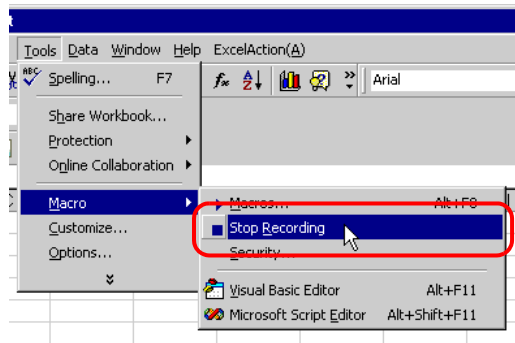 t
Tools Data Window Help ExcelAction(A)
ABC Spelling... F7
Arial
Share Workbook...
Protection
Online Collaboration
Macro
Macros... Alt+F8
Customize...
Stop Recording
Options...
Security...
Visual Basic Editor Alt+F11
Microsoft Script Editor Alt+Shift+F11